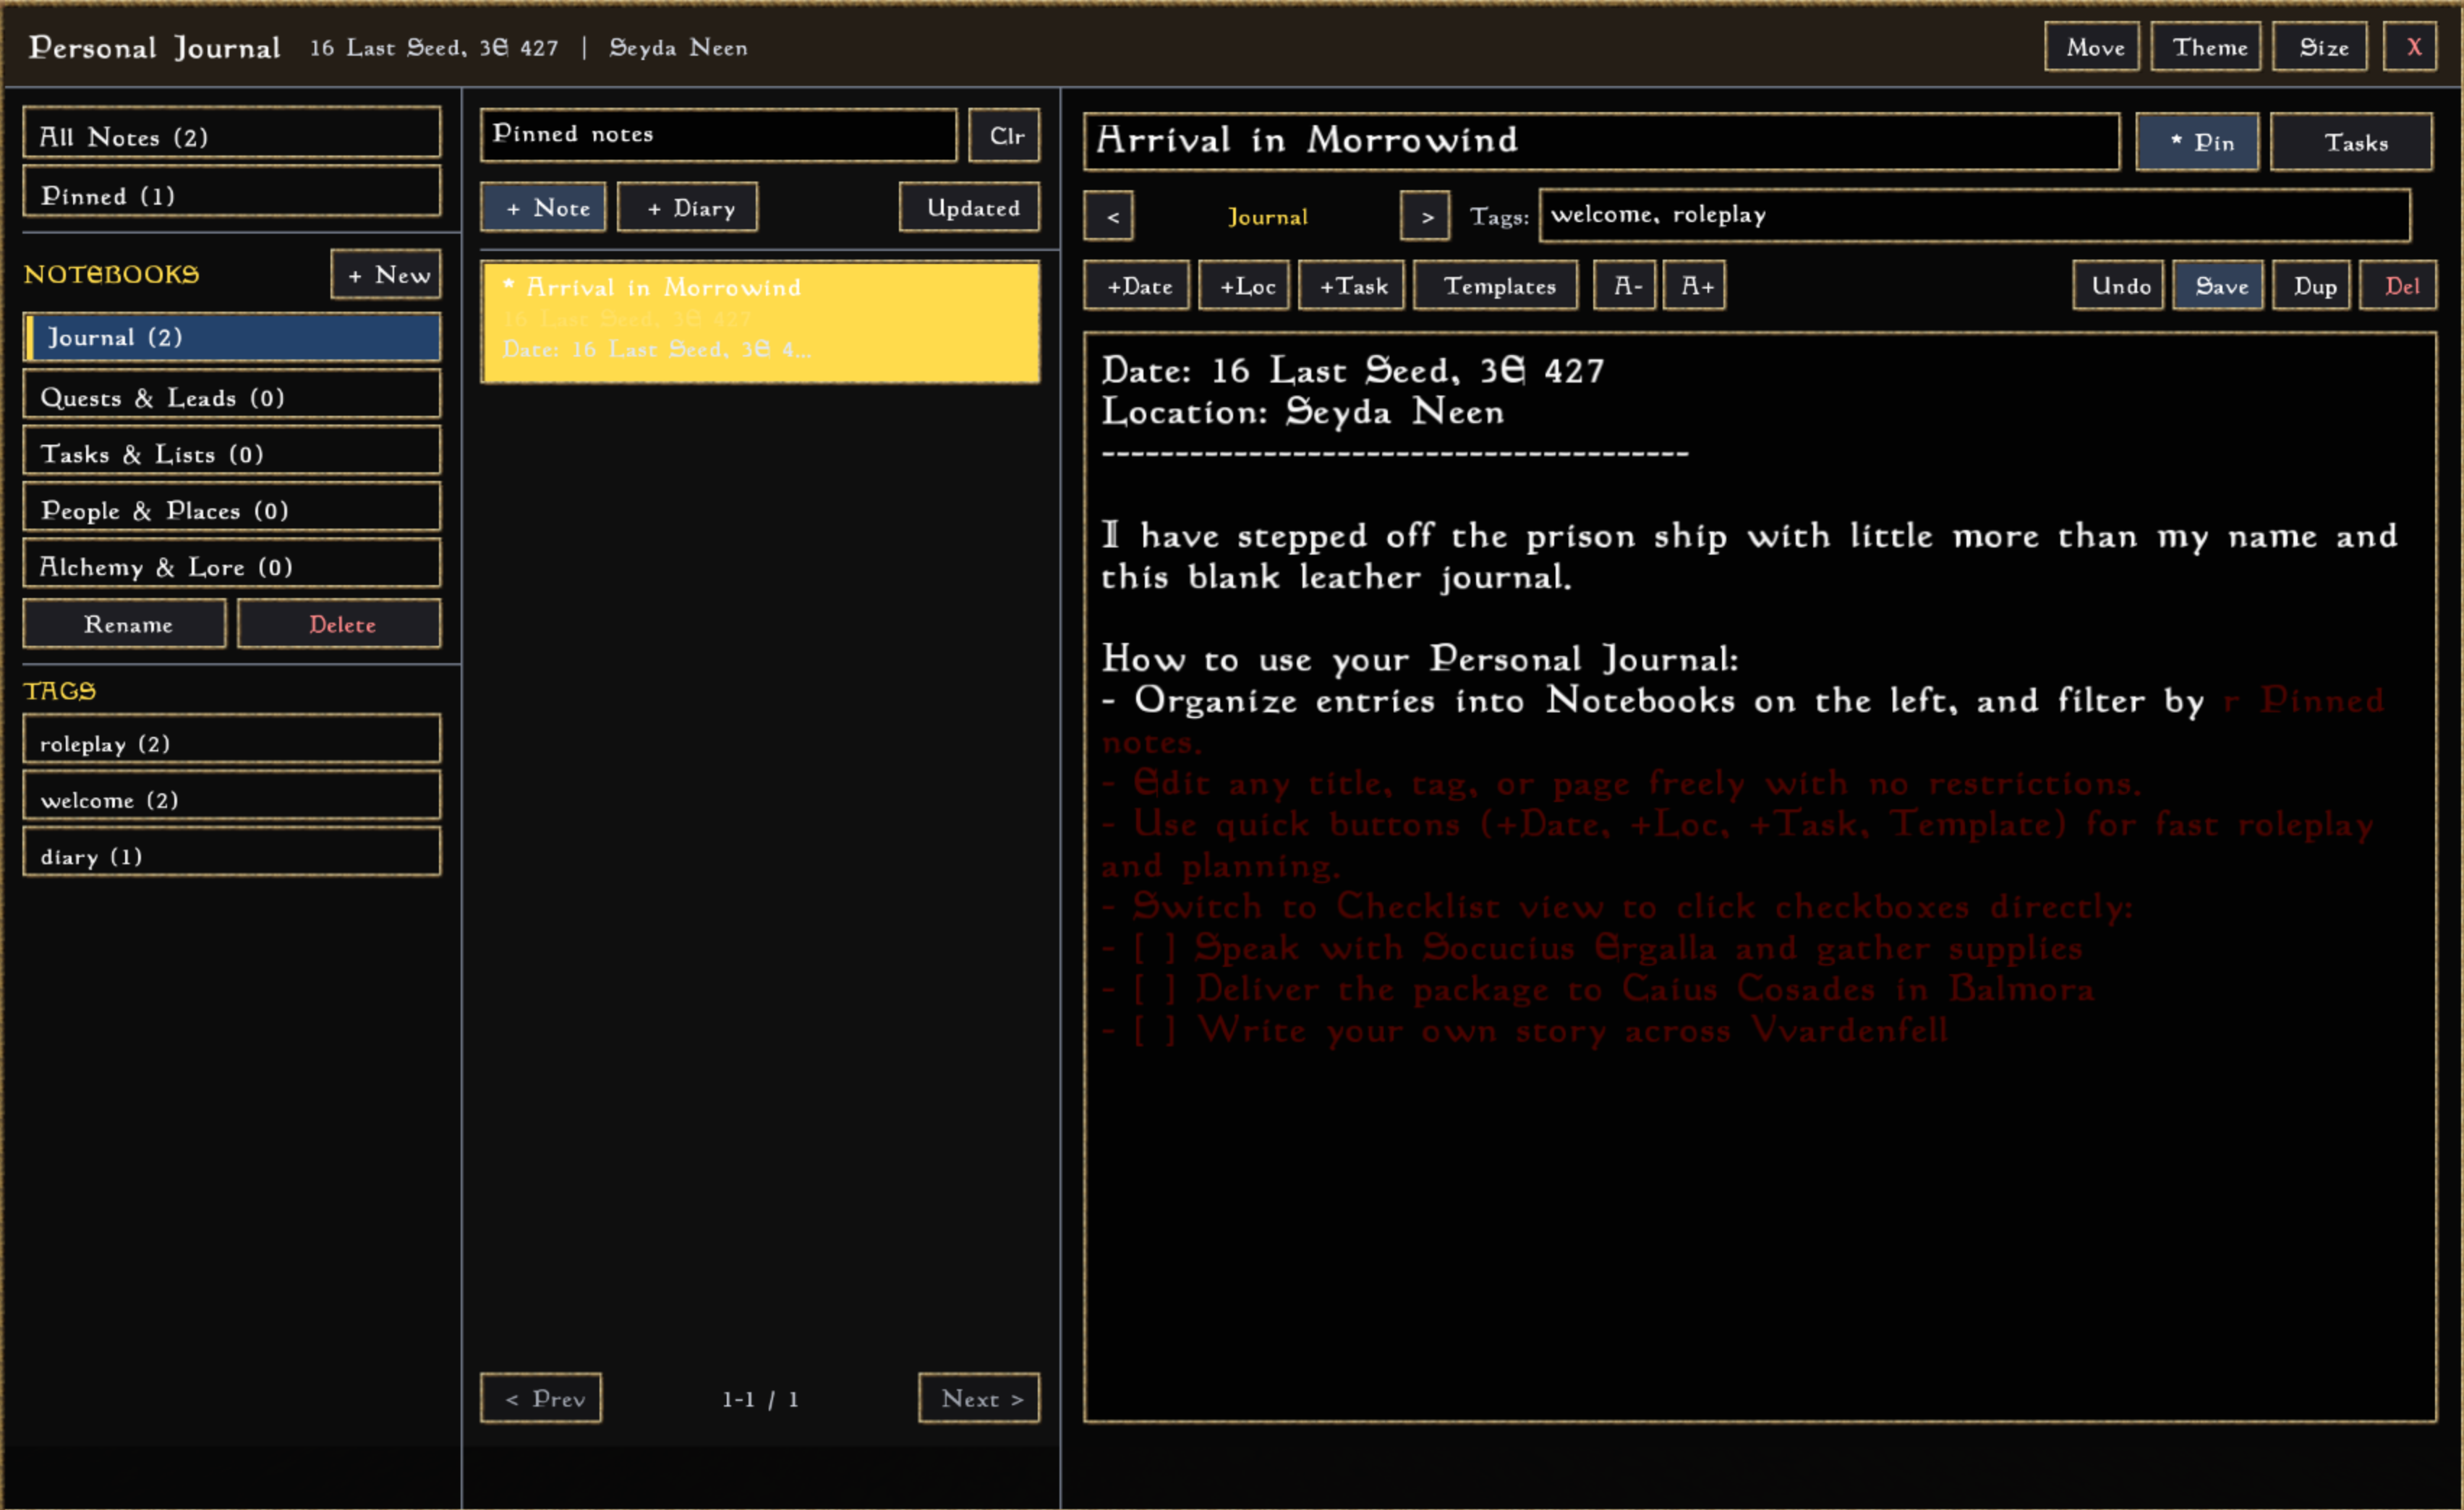 Personal Journal 16 Last Seed, 3E 427 | Seyda Neen
Move Theme Size X
All Notes (2)
Pinned (1)
NOTEBOOKS + New
Journal (2)
Quests & Leads (0)
Tasks & Lists (0)
People & Places (0)
Alchemy & Lore (0)
Rename Delete
TAGS
roleplay (2)
welcome (2)
diary (1)
Pinned notes Clr
+ Note + Diary Updated
* Arrival in Morrowind
16 Last Seed, 3E 427
Date: 16 Last Seed, 3E 4...
< Prev 1-1 / 1 Next >
Arrival in Morrowind * Pin Tasks
< Journal > Tags: welcome, roleplay
+Date +Loc +Task Templates A- A+ Undo Save Dup Del
Date: 16 Last Seed, 3E 427
Location: Seyda Neen
----------------------------------------
I have stepped off the prison ship with little more than my name and
this blank leather journal.
How to use your Personal Journal:
- Organize entries into Notebooks on the left, and filter by r Pinned
notes.
- Edit any title, tag, or page freely with no restrictions.
- Use quick buttons (+Date, +Loc, +Task, Template) for fast roleplay
and planning.
- Switch to Checklist view to click checkboxes directly:
- [ ] Speak with Socucius Ergalla and gather supplies
- [ ] Deliver the package to Caius Cosades in Balmora
- [ ] Write your own story across Vvardenfell